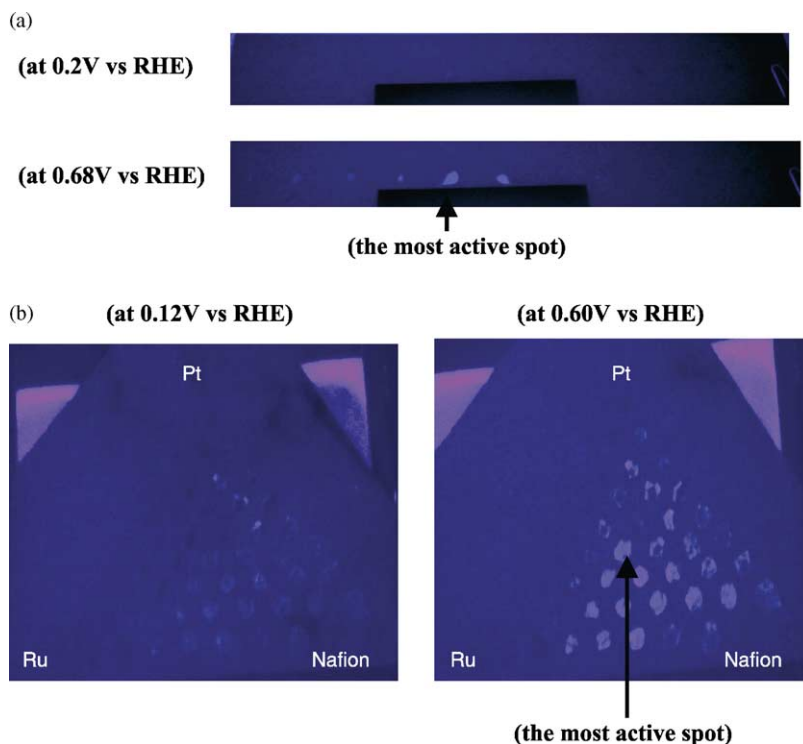 (a)
(at 0.2V vs RHE)
(at 0.68V vs RHE)
(the most active spot)
(b)
(at 0.12V vs RHE)
(at 0.60V vs RHE)
Pt
Ru
Nafion
Pt
Ru
Nafion
(the most active spot)